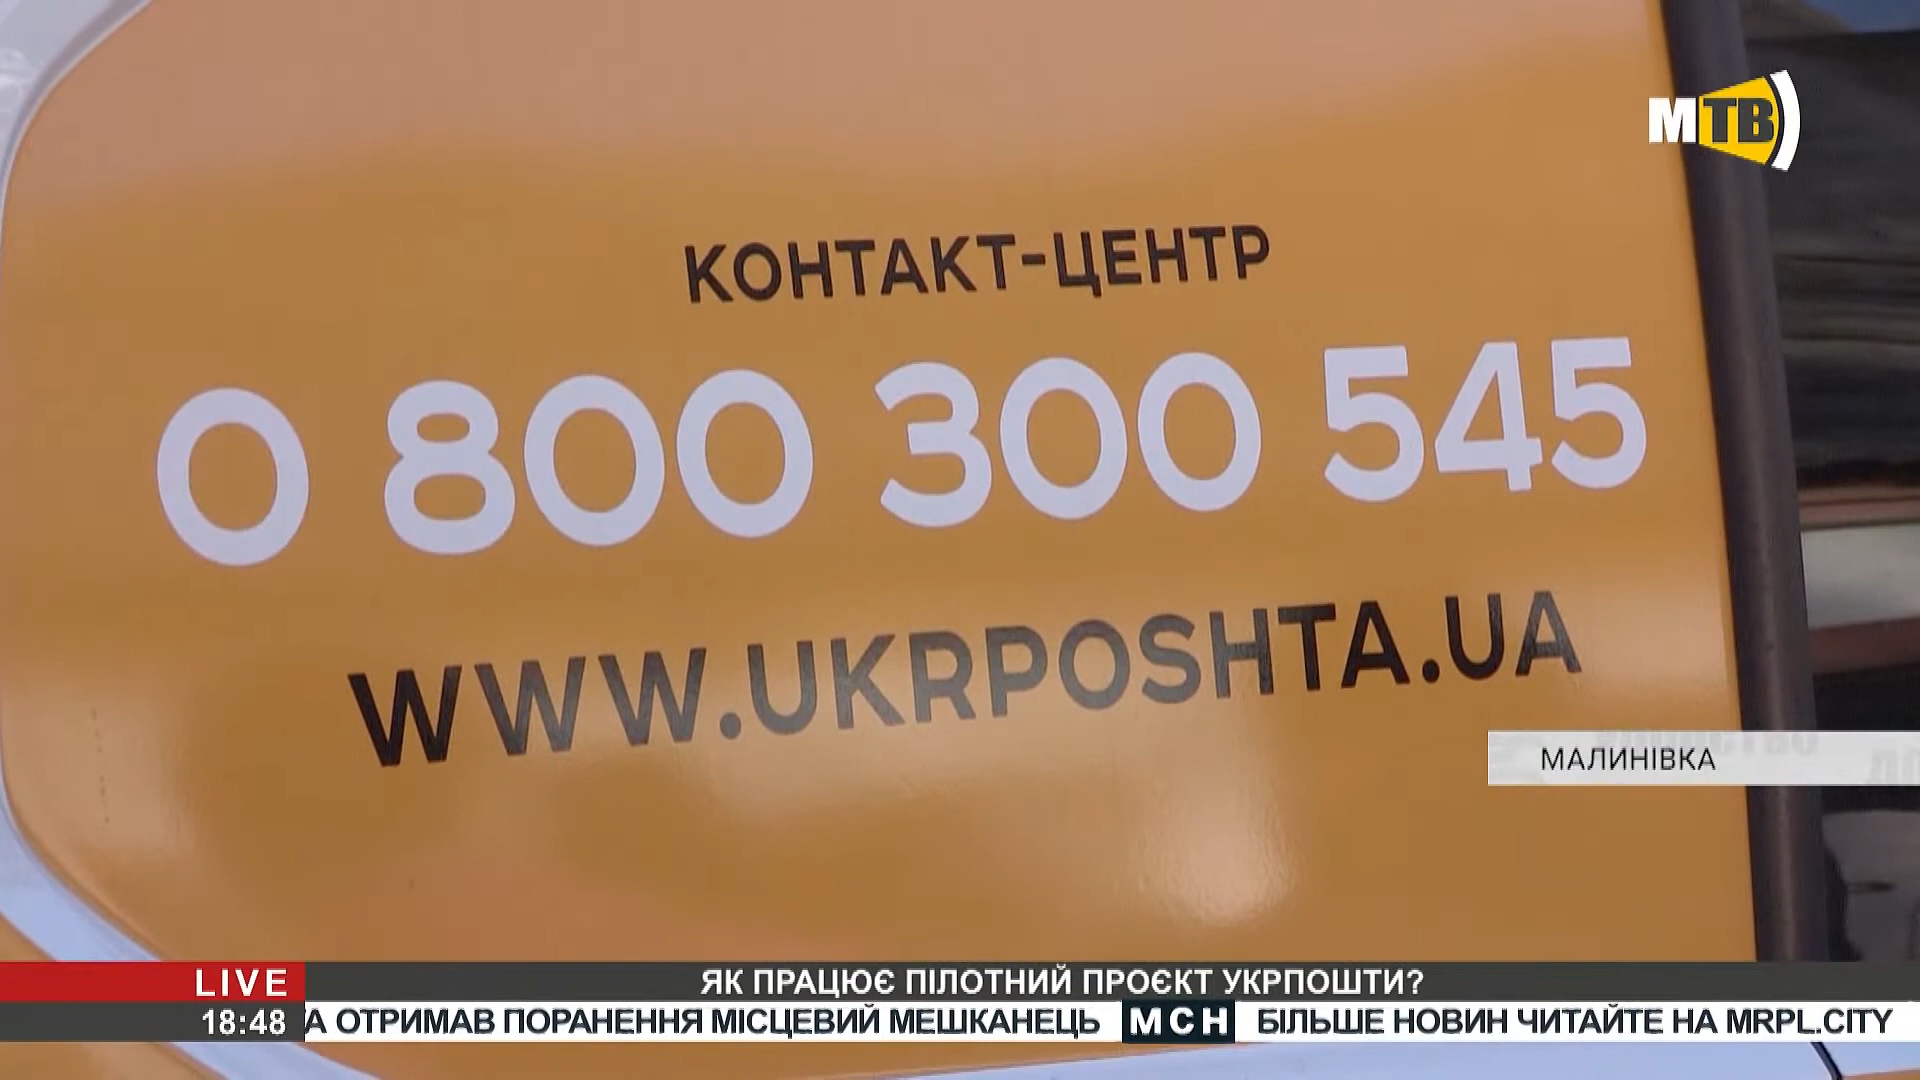 МТВ
КОНТАКТ-ЦЕНТР
0 800 300 545
WWW.UKRPOSHTA.UA
МАЛИНІВКА
LIVE
ЯК ПРАЦЮЄ ПІЛОТНИЙ ПРОЄКТ УКРПОШТИ?
18:48
ТА ОТРИМАВ ПОРАНЕННЯ МІСЦЕВИЙ МЕШКАНЕЦЬ МСН БІЛЬШЕ НОВИН ЧИТАЙТЕ НА MRPL.CITY